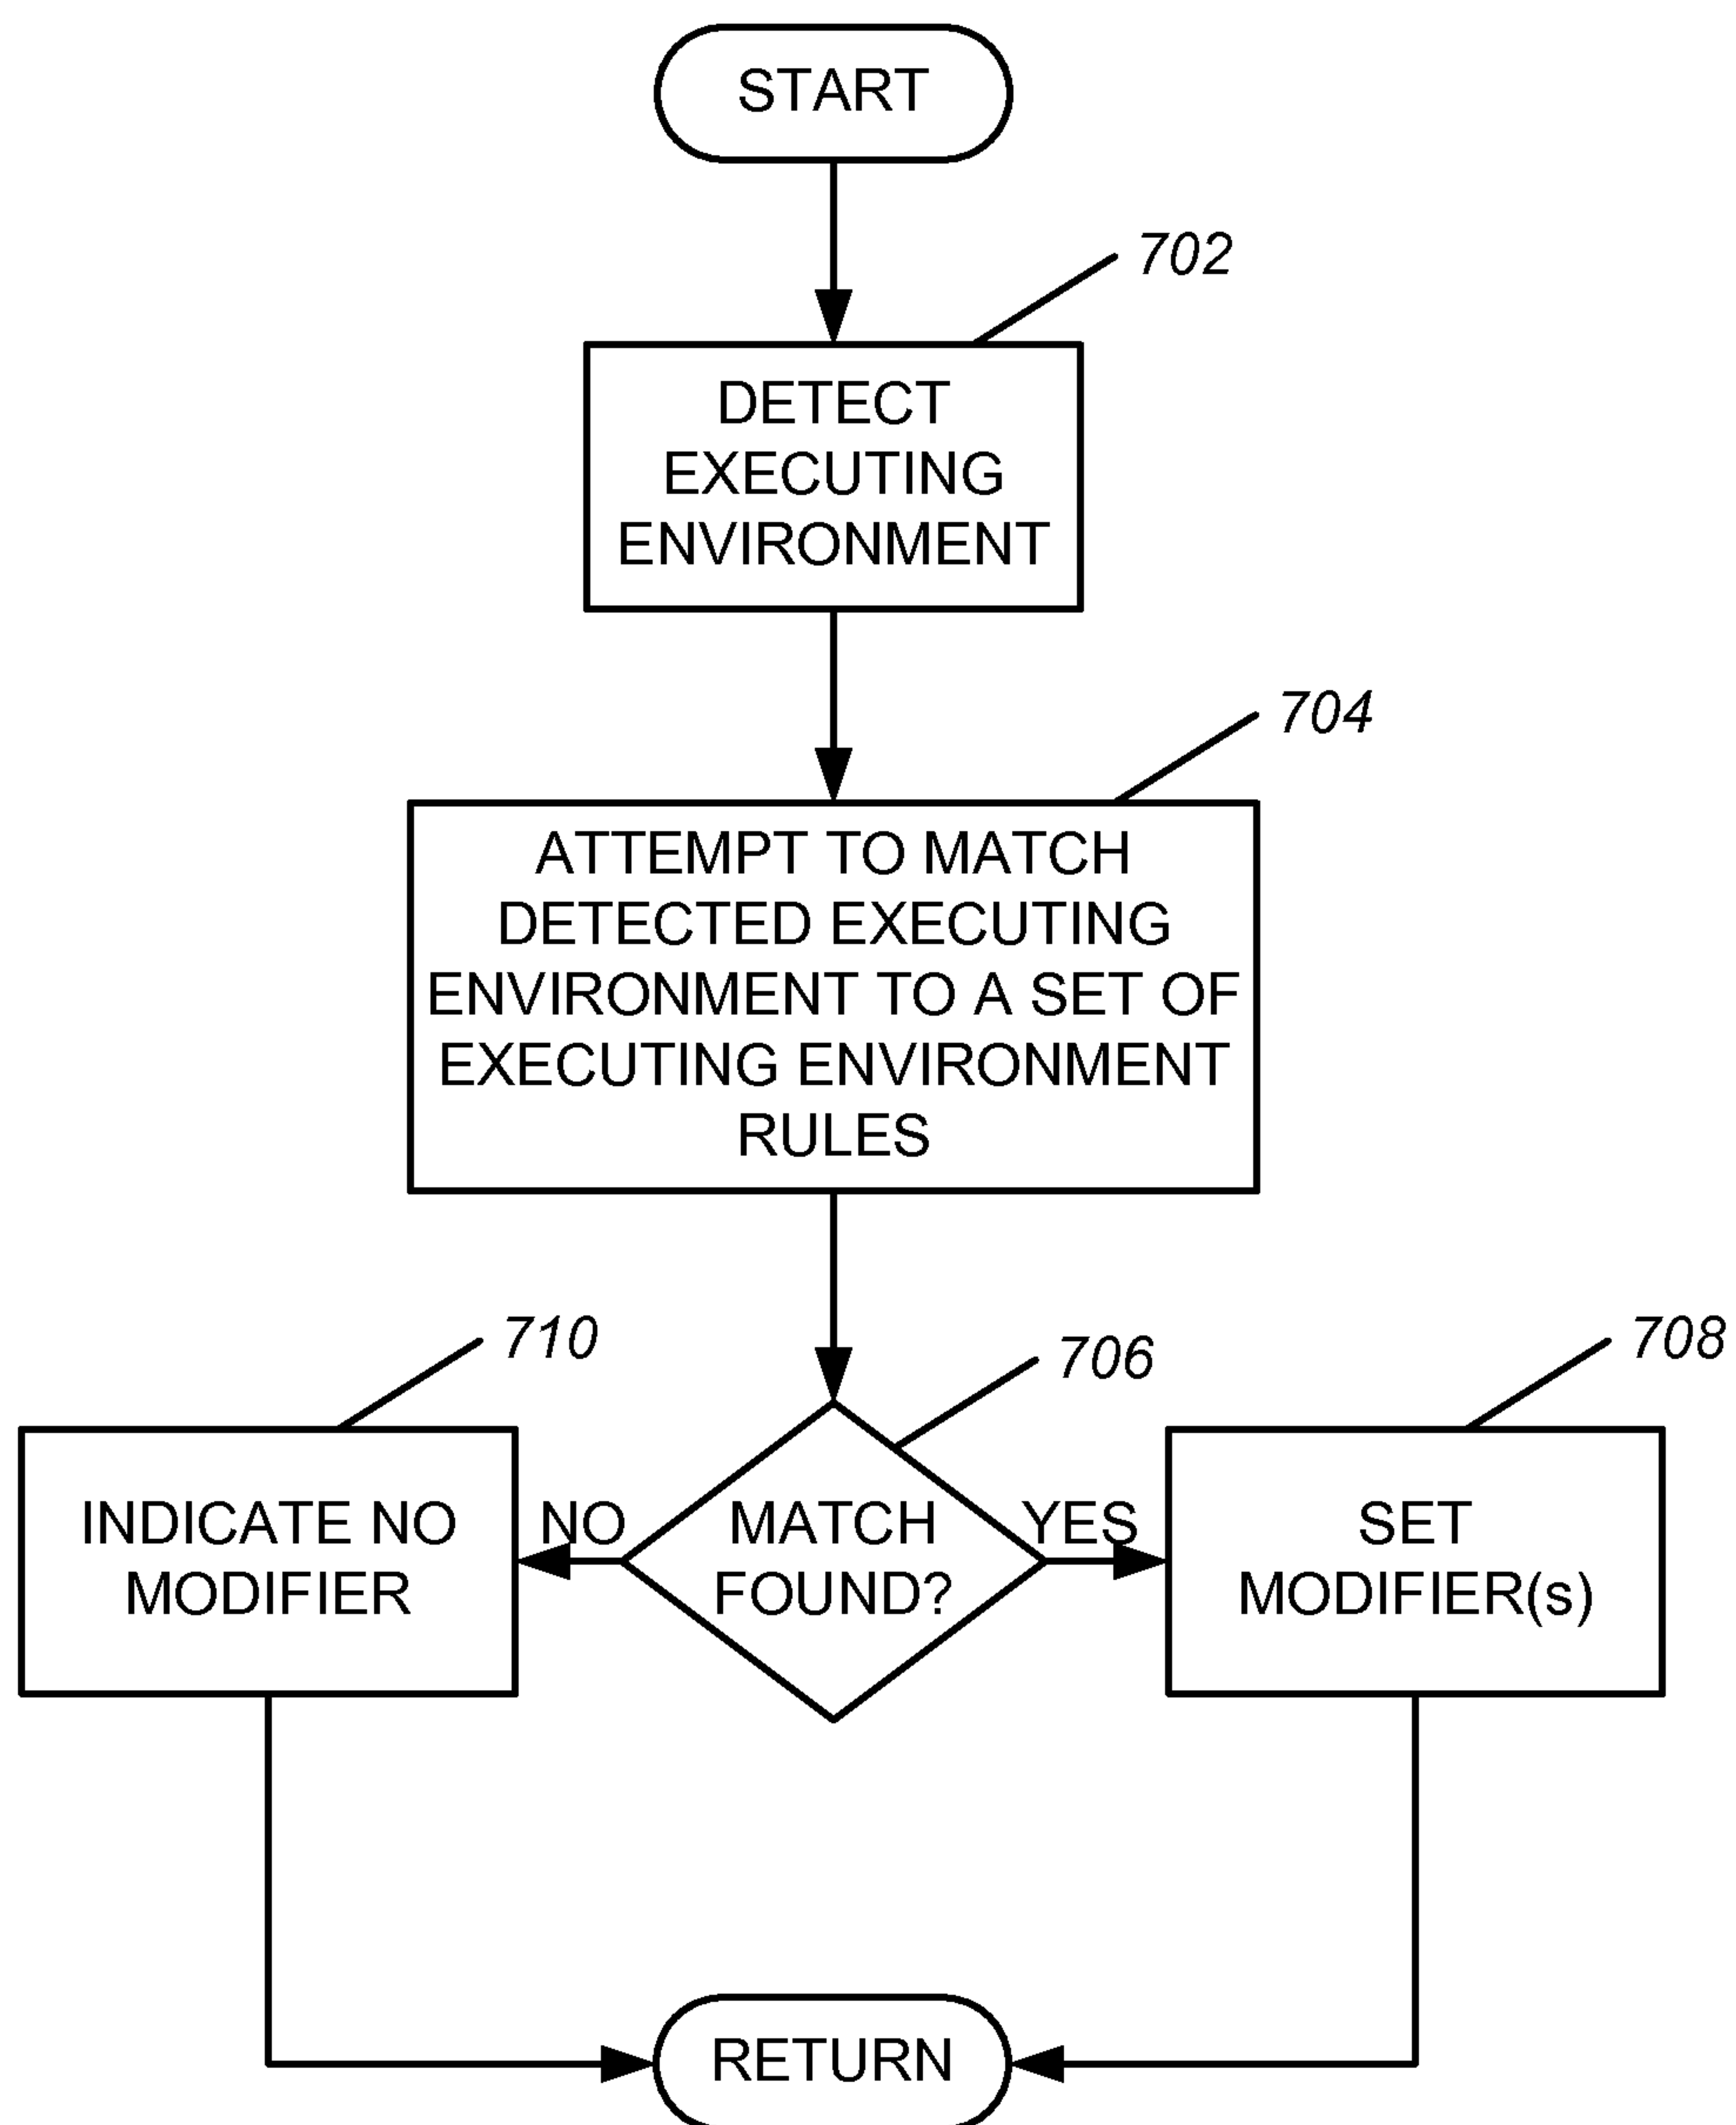 START
702
DETECT
EXECUTING
ENVIRONMENT
704
ATTEMPT TO MATCH
DETECTED EXECUTING
ENVIRONMENT TO A SET OF
EXECUTING ENVIRONMENT
RULES
710
706
708
INDICATE NO
MODIFIER
NO
MATCH
FOUND?
YES
SET
MODIFIER(s)
RETURN